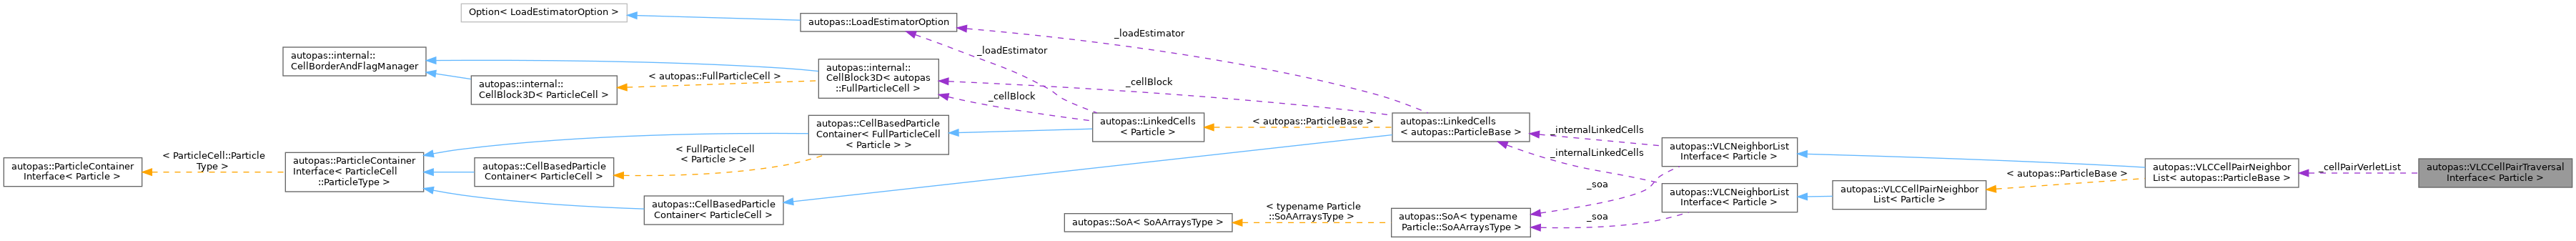 Option< LoadEstimatorOption >
autopas::LoadEstimatorOption
_loadEstimator
_loadEstimator
autopas::internal::
CellBorderAndFlagManager
autopas::internal::
CellBlock3D< ParticleCell >
< autopas::FullParticleCell >
autopas::internal::
CellBlock3D< autopas
::FullParticleCell >
_cellBlock
_cellBlock
autopas::CellBasedParticle
Container< FullParticleCell
< Particle > >
autopas::LinkedCells
< Particle >
< autopas::ParticleBase >
autopas::LinkedCells
< autopas::ParticleBase >
_internalLinkedCells
_internalLinkedCells
autopas::VLCNeighborList
Interface< Particle >
autopas::ParticleContainer
Interface< Particle >
< ParticleCell::Particle
Type >
autopas::ParticleContainer
Interface< ParticleCell
::ParticleType >
autopas::CellBasedParticle
Container< ParticleCell >
< FullParticleCell
< Particle > >
autopas::CellBasedParticle
Container< ParticleCell >
autopas::SoA< SoAArraysType >
< typename Particle
::SoAArraysType >
autopas::SoA< typename
Particle::SoAArraysType >
_soa
_soa
autopas::VLCNeighborList
Interface< Particle >
autopas::VLCCellPairNeighbor
List< Particle >
< autopas::ParticleBase >
autopas::VLCCellPairNeighbor
List< autopas::ParticleBase >
_cellPairVerletList
autopas::VLCCellPairTraversal
Interface< Particle >